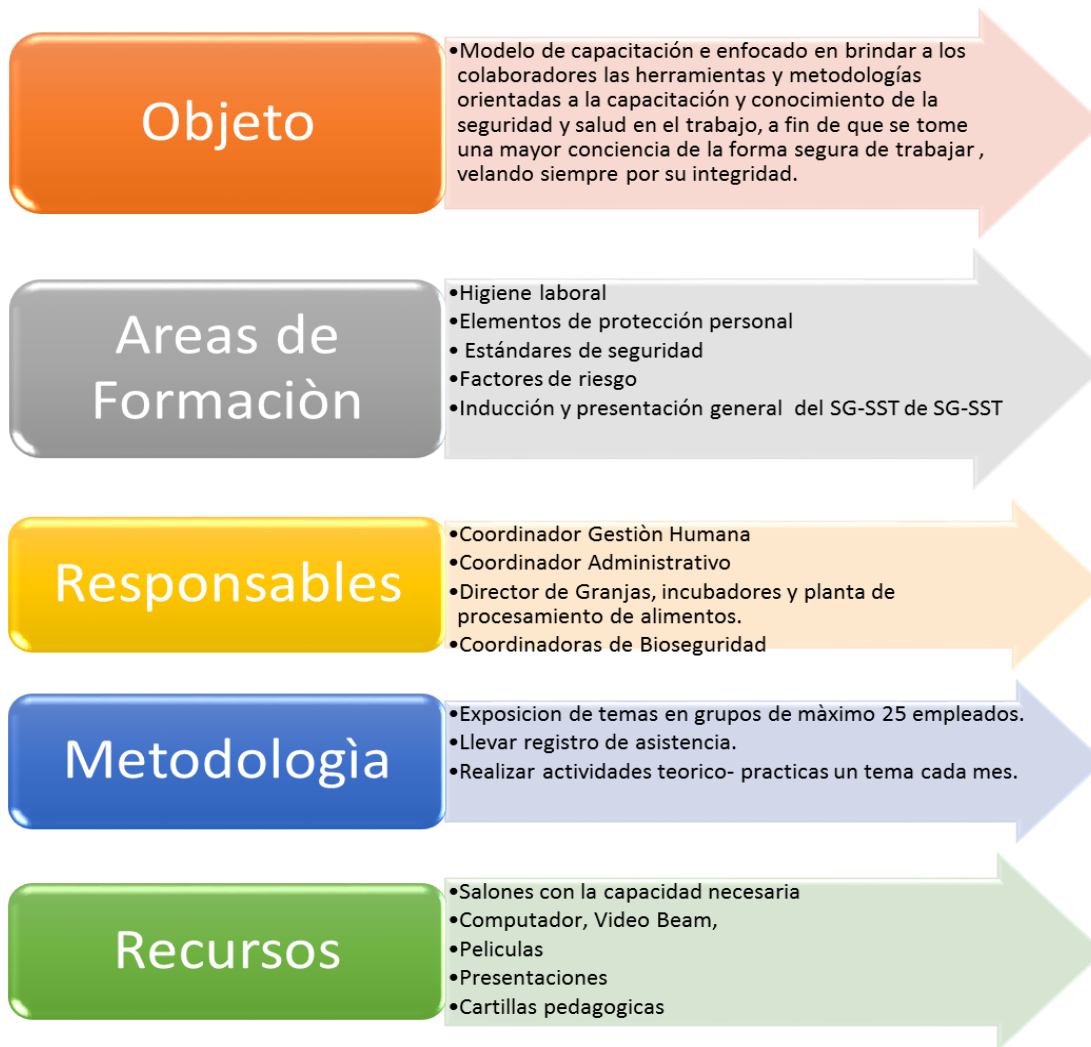 Objeto
•Modelo de capacitación e enfocado en brindar a los
colaboradores las herramientas y metodologías
orientadas a la capacitación y conocimiento de la
seguridad y salud en el trabajo, a fin de que se tome
una mayor conciencia de la forma segura de trabajar ,
velando siempre por su integridad.
Areas de
Formaciòn
•Higiene laboral
•Elementos de protección personal
• Estándares de seguridad
•Factores de riesgo
•Inducción y presentación general del SG-SST de SG-SST
Responsables
•Coordinador Gestiòn Humana
•Coordinador Administrativo
•Director de Granjas, incubadores y planta de
procesamiento de alimentos.
•Coordinadoras de Bioseguridad
Metodologìa
•Exposicion de temas en grupos de màximo 25 empleados.
•Llevar registro de asistencia.
•Realizar actividades teorico- practicas un tema cada mes.
Recursos
•Salones con la capacidad necesaria
•Computador, Video Beam,
•Peliculas
•Presentaciones
•Cartillas pedagogicas